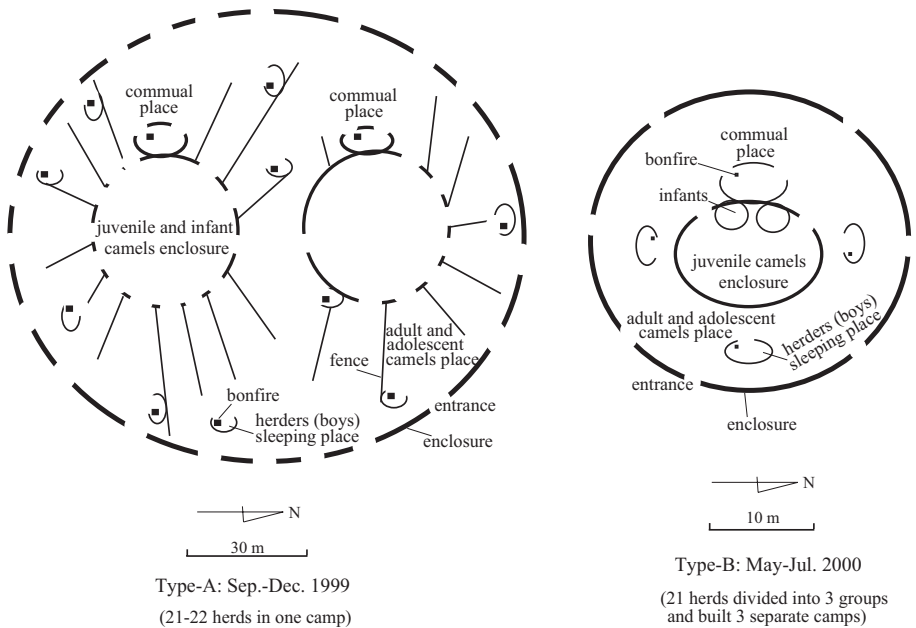 commual
place
commual
place
juvenile and infant
camels enclosure
adult and
adolescent
camels place
fence
bonfire
herders (boys)
sleeping place
entrance
enclosure
N
30 m
Type-A: Sep.-Dec. 1999
(21-22 herds in one camp)
commual
place
bonfire
infants
juvenile camels
enclosure
adult and adolescent
camels place
herders (boys)
sleeping place
entrance
enclosure
N
10 m
Type-B: May-Jul. 2000
(21 herds divided into 3 groups
and built 3 separate camps)